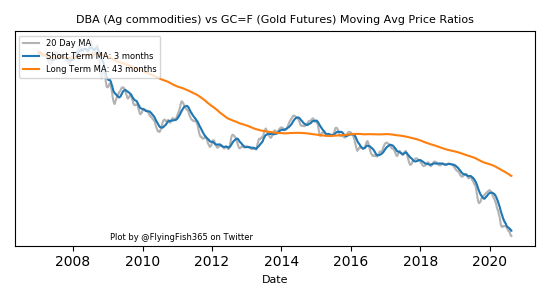 DBA (Ag commodities) vs GC=F (Gold Futures) Moving Avg Price Ratios
20 Day MA
Short Term MA: 3 months
Long Term MA: 43 months
Plot by @FlyingFish365 on Twitter
2008 2010 2012 2014 2016 2018 2020
Date